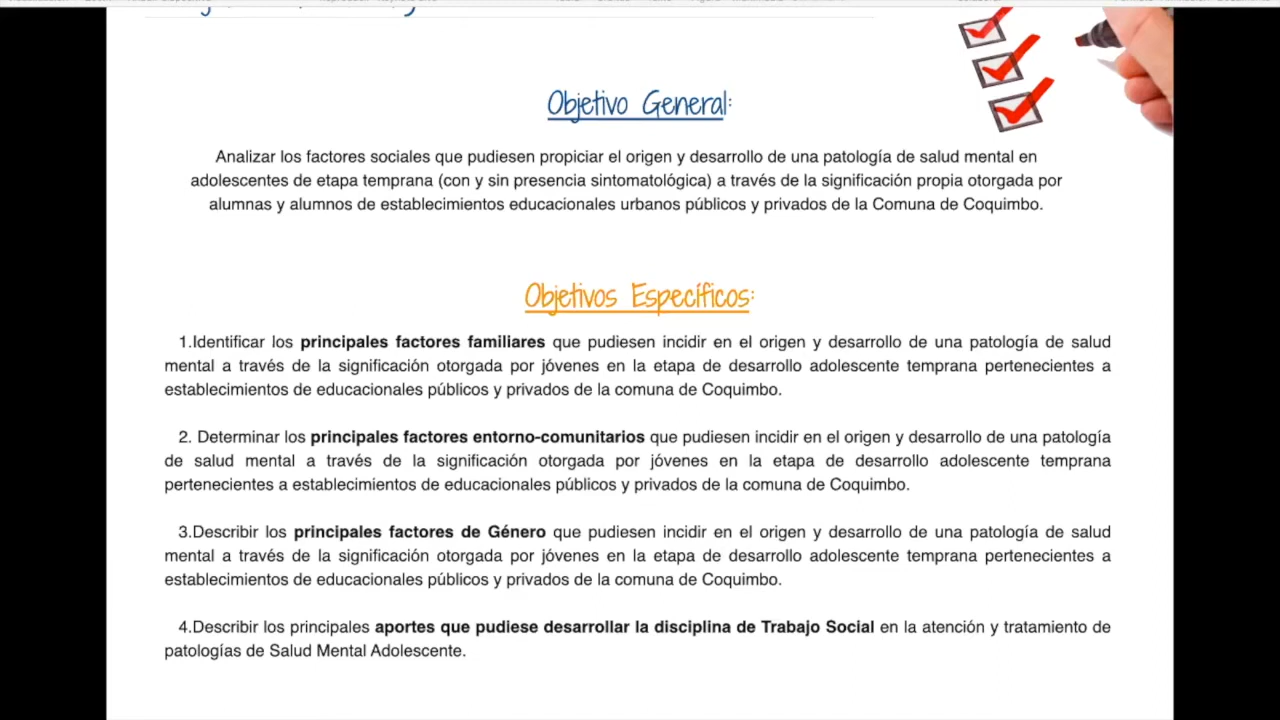 Objetivo General:
Analizar los factores sociales que pudiesen propiciar el origen y desarrollo de una patología de salud mental en
adolescentes de etapa temprana (con y sin presencia sintomatológica) a través de la significación propia otorgada por
alumnas y alumnos de establecimientos educacionales urbanos públicos y privados de la Comuna de Coquimbo.
Objetivos Específicos:
1.Identificar los principales factores familiares que pudiesen incidir en el origen y desarrollo de una patología de salud
mental a través de la significación otorgada por jóvenes en la etapa de desarrollo adolescente temprana pertenecientes a
establecimientos de educacionales públicos y privados de la comuna de Coquimbo.
2. Determinar los principales factores entorno-comunitarios que pudiesen incidir en el origen y desarrollo de una patología
de salud mental a través de la significación otorgada por jóvenes en la etapa de desarrollo adolescente temprana
pertenecientes a establecimientos de educacionales públicos y privados de la comuna de Coquimbo.
3.Describir los principales factores de Género que pudiesen incidir en el origen y desarrollo de una patología de salud
mental a través de la significación otorgada por jóvenes en la etapa de desarrollo adolescente temprana pertenecientes a
establecimientos de educacionales públicos y privados de la comuna de Coquimbo.
4.Describir los principales aportes que pudiese desarrollar la disciplina de Trabajo Social en la atención y tratamiento de
patologías de Salud Mental Adolescente.